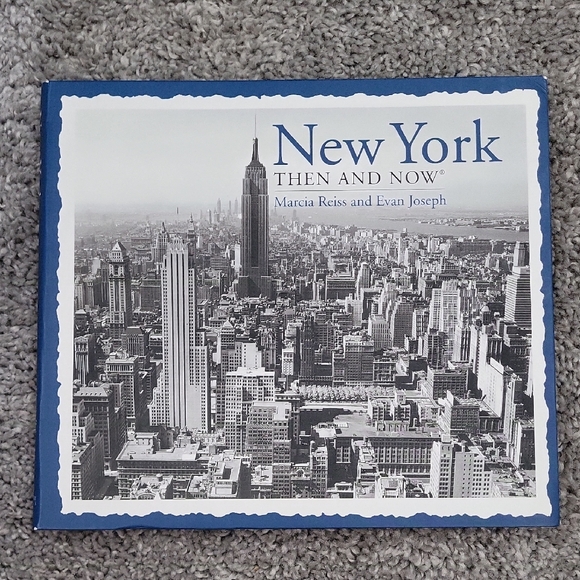 New York
THEN AND NOW®
Marcia Reiss and Evan Joseph